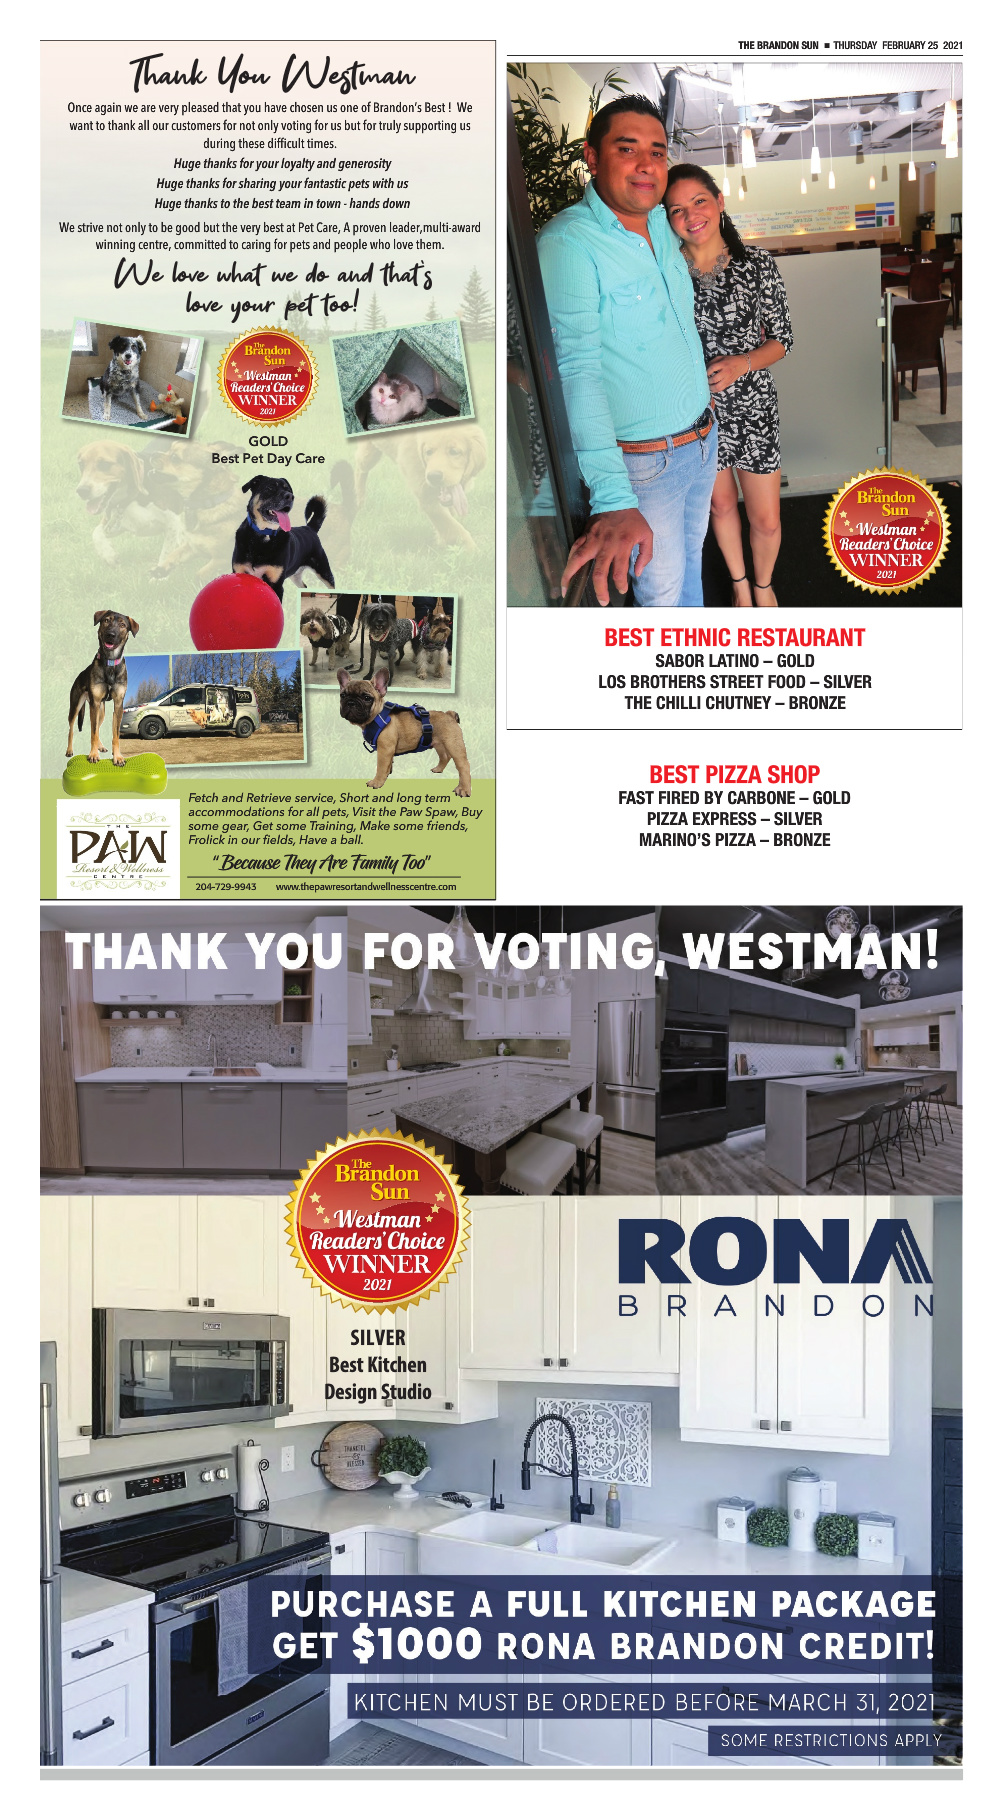 THE BRANDON SUN ■ THURSDAY FEBRUARY 25 2021
Thank You Westman
Once again we are very pleased that you have chosen us one of Brandon's Best ! We
want to thank all our customers for not only voting for us but for truly supporting us
during these difficult times.
Huge thanks for your loyalty and generosity
Huge thanks for sharing your fantastic pets with us
Huge thanks to the best team in town - hands down
We strive not only to be good but the very best at Pet Care, A proven leader,multi-award
winning centre, committed to caring for pets and people who love them.
We love what we do and that's
love your pet too!
The
Brandon
Sun
Westman
Readers' Choice
WINNER
2021
GOLD
Best Pet Day Care
THE
PAW
Resort & Wellness
CENTRE
Fetch and Retrieve service, Short and long term
accommodations for all pets, Visit the Paw Spaw, Buy
some gear, Get some Training, Make some friends,
Frolick in our fields, Have a ball.
"Because They Are Family Too"
204-729-9943 www.thepawresortandwellnesscentre.com
The
Brandon
Sun
Westman
Readers' Choice
WINNER
2021
BEST ETHNIC RESTAURANT
SABOR LATINO – GOLD
LOS BROTHERS STREET FOOD – SILVER
THE CHILLI CHUTNEY – BRONZE
BEST PIZZA SHOP
FAST FIRED BY CARBONE – GOLD
PIZZA EXPRESS – SILVER
MARINO'S PIZZA – BRONZE
THANK YOU FOR VOTING, WESTMAN!
The
Brandon
Sun
Westman
Readers' Choice
WINNER
2021
SILVER
Best Kitchen
Design Studio
RONA
BRANDON
THANKFUL
&
BLESSED
PURCHASE A FULL KITCHEN PACKAGE
GET $1000 RONA BRANDON CREDIT!
KITCHEN MUST BE ORDERED BEFORE MARCH 31, 2021
SOME RESTRICTIONS APPLY